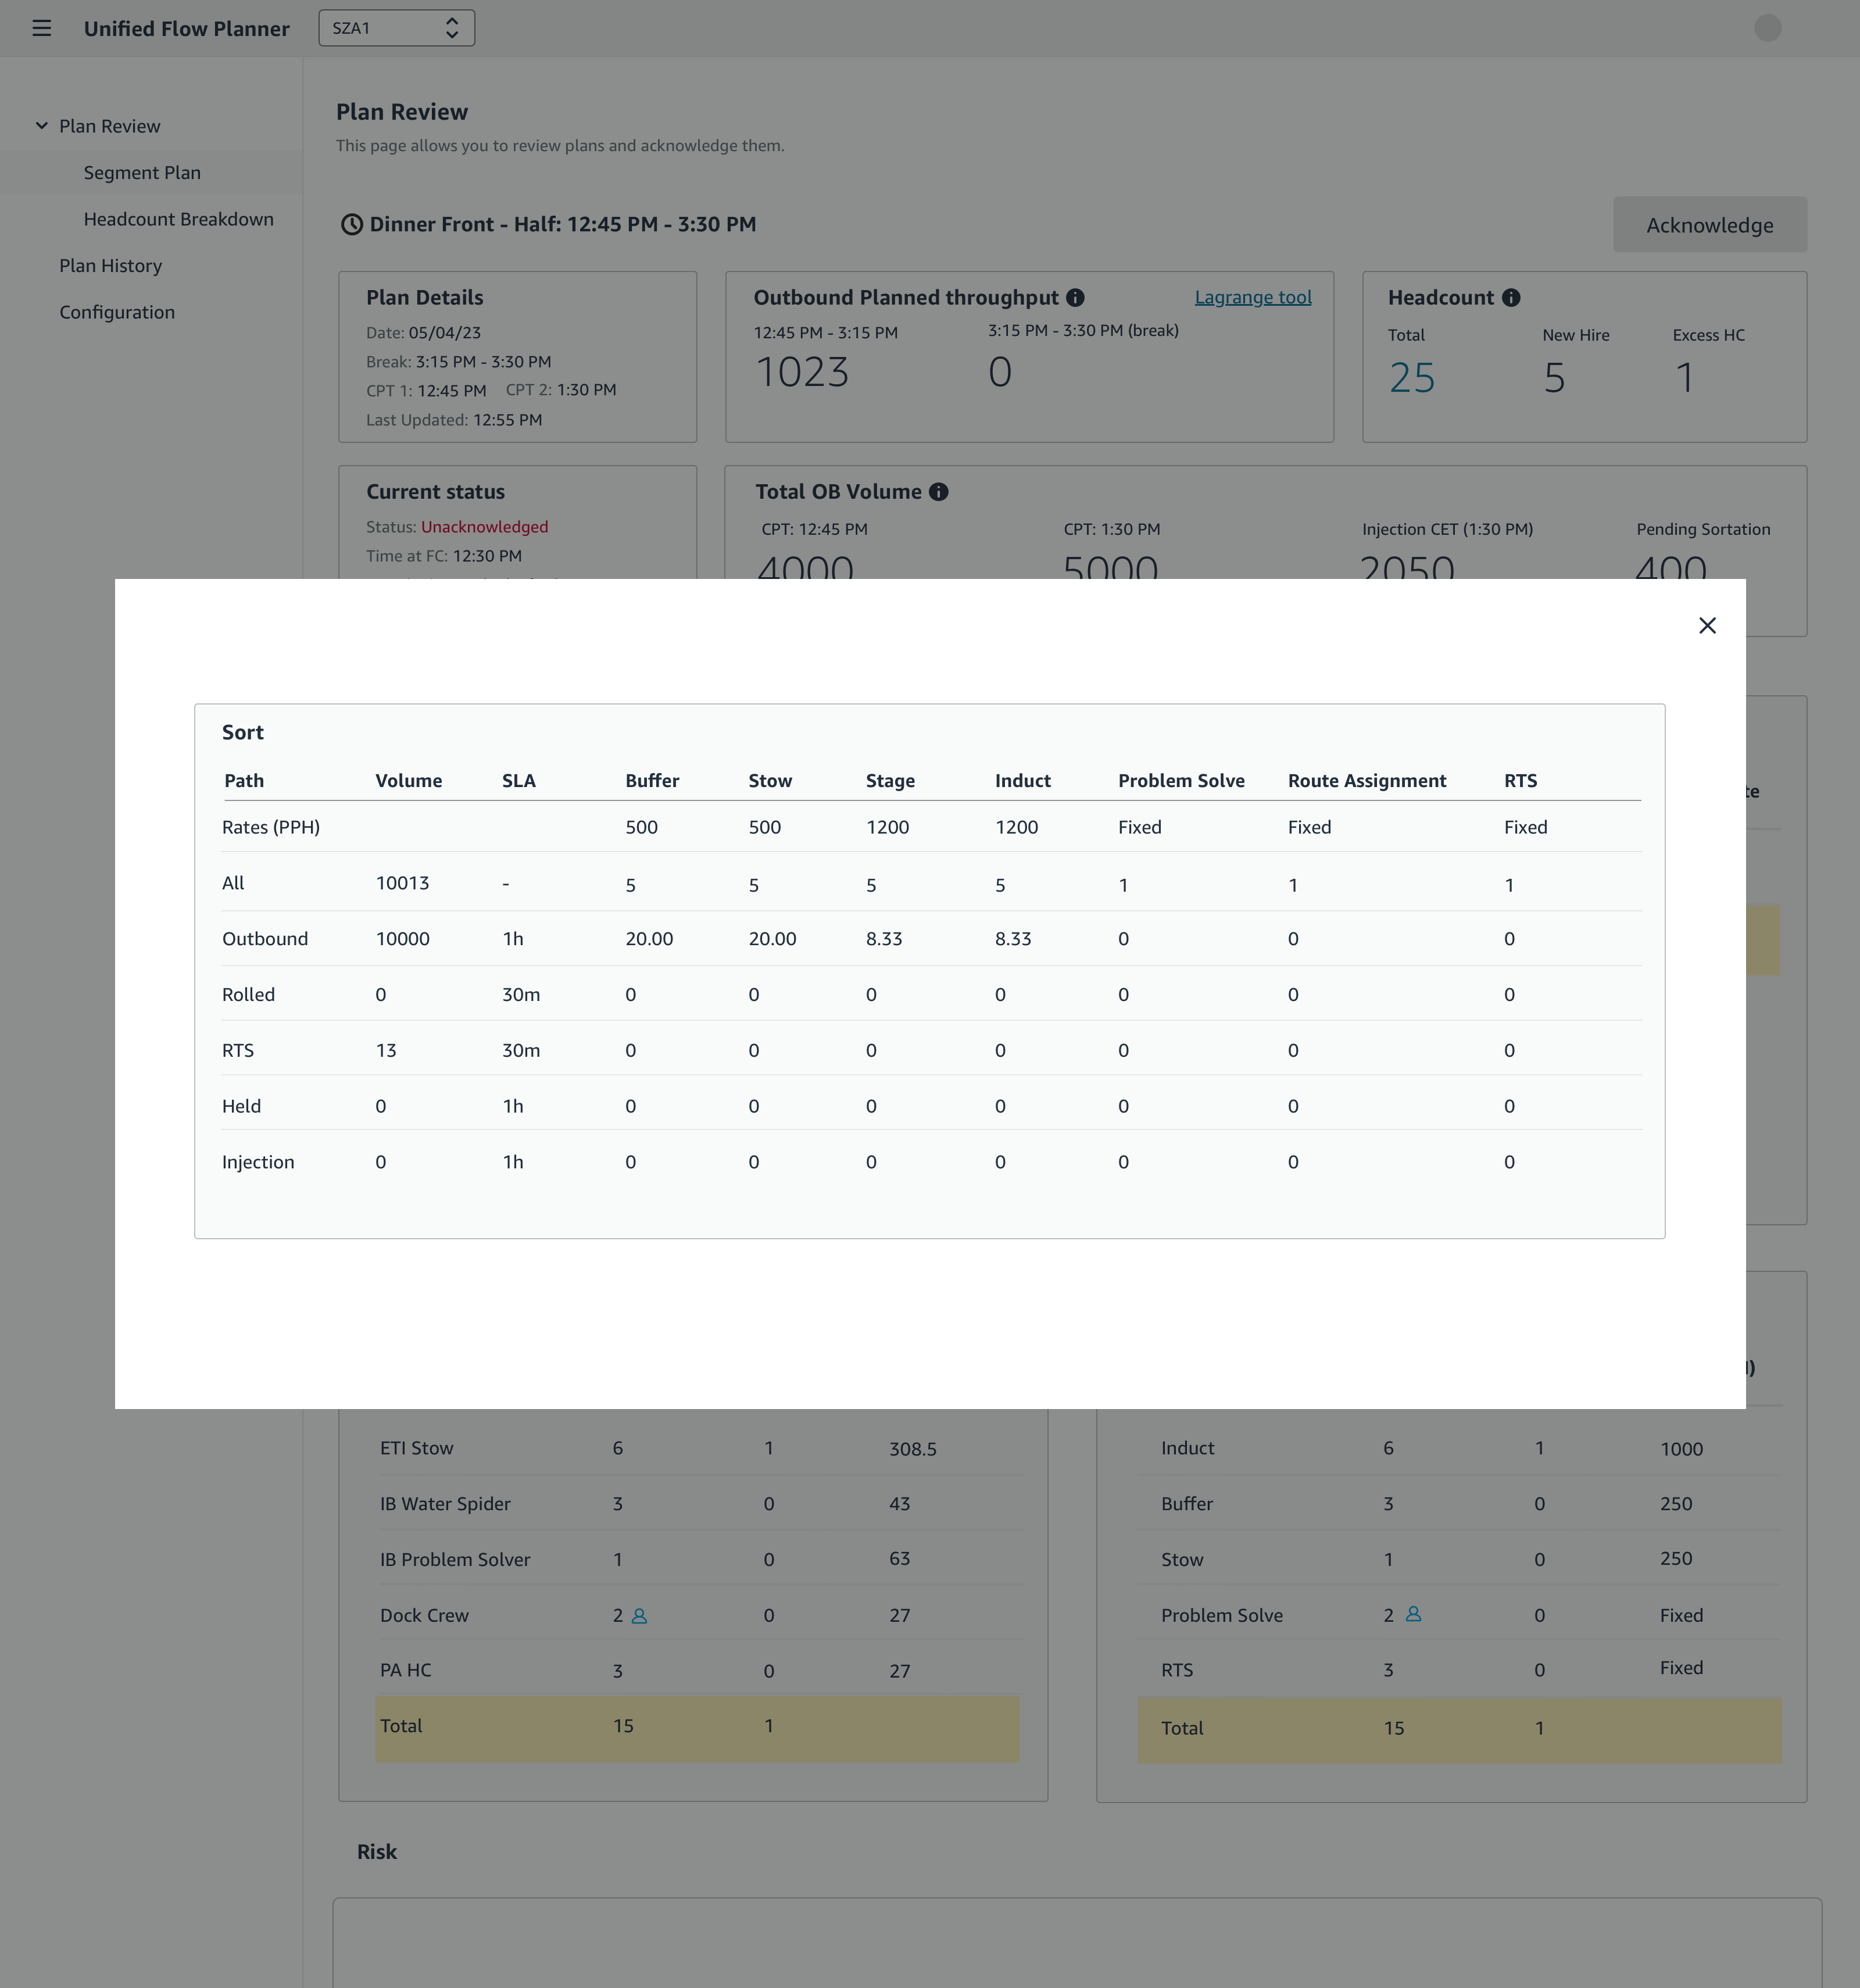 Unified Flow Planner SZA1
Plan Review
Segment Plan
Headcount Breakdown
Plan History
Configuration
Plan Review
This page allows you to review plans and acknowledge them.
Dinner Front - Half: 12:45 PM - 3:30 PM
Acknowledge
Plan Details
Date: 05/04/23
Break: 3:15 PM - 3:30 PM
CPT 1: 12:45 PM CPT 2: 1:30 PM
Last Updated: 12:55 PM
Outbound Planned throughput Lagrange tool
12:45 PM - 3:15 PM 3:15 PM - 3:30 PM (break)
1023 0
Headcount
Total New Hire Excess HC
25 5 1
Current status
Status: Unacknowledged
Time at FC: 12:30 PM
Total OB Volume
CPT: 12:45 PM CPT: 1:30 PM Injection CET (1:30 PM) Pending Sortation
4000 5000 2050 400
Sort
Path Volume SLA Buffer Stow Stage Induct Problem Solve Route Assignment RTS
Rates (PPH) 500 500 1200 1200 Fixed Fixed Fixed
All 10013 - 5 5 5 5 1 1 1
Outbound 10000 1h 20.00 20.00 8.33 8.33 0 0 0
Rolled 0 30m 0 0 0 0 0 0 0
RTS 13 30m 0 0 0 0 0 0 0
Held 0 1h 0 0 0 0 0 0 0
Injection 0 1h 0 0 0 0 0 0 0
ETI Stow 6 1 308.5
IB Water Spider 3 0 43
IB Problem Solver 1 0 63
Dock Crew 2 0 27
PA HC 3 0 27
Total 15 1
Induct 6 1 1000
Buffer 3 0 250
Stow 1 0 250
Problem Solve 2 0 Fixed
RTS 3 0 Fixed
Total 15 1
Risk